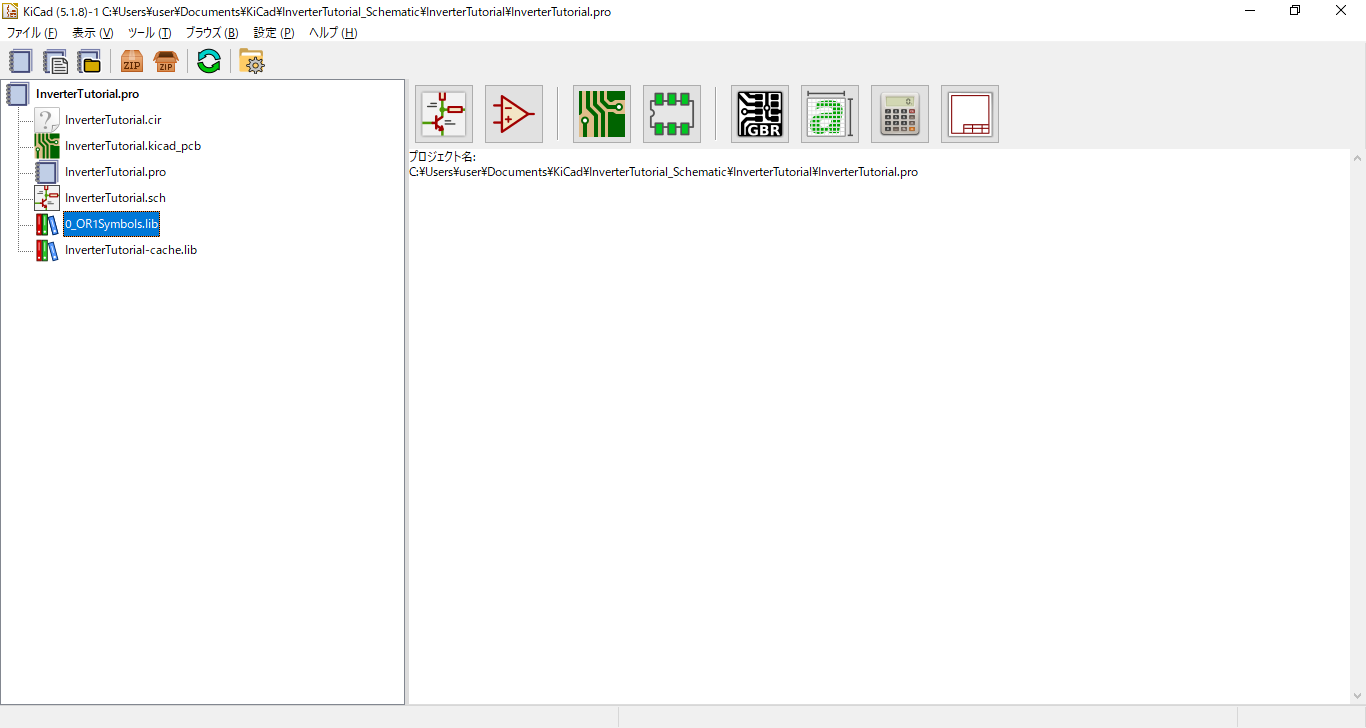 KiCad (5.1.8)-1 C:¥Users¥user¥Documents¥KiCad¥InverterTutorial_Schematic¥InverterTutorial¥InverterTutorial.pro
ファイル (F) 表示 (V) ツール (T) ブラウズ (B) 設定 (P) ヘルプ (H)
ZIP ZIP
InverterTutorial.pro
InverterTutorial.cir
InverterTutorial.kicad_pcb
InverterTutorial.pro
InverterTutorial.sch
0_OR1Symbols.lib
InverterTutorial-cache.lib
GBR a 0.
プロジェクト名:
C:¥Users¥user¥Documents¥KiCad¥InverterTutorial_Schematic¥InverterTutorial¥InverterTutorial.pro